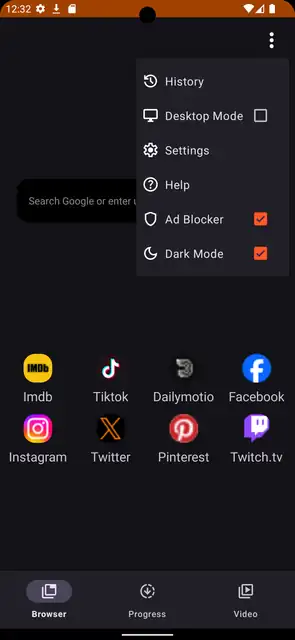 12:32
History
Desktop Mode
Settings
Search Google or enter u
Help
Ad Blocker
Dark Mode
IMDb
Imdb
Tiktok
Dailymotio
Facebook
Instagram
Twitter
Pinterest
Twitch.tv
Browser
Progress
Video